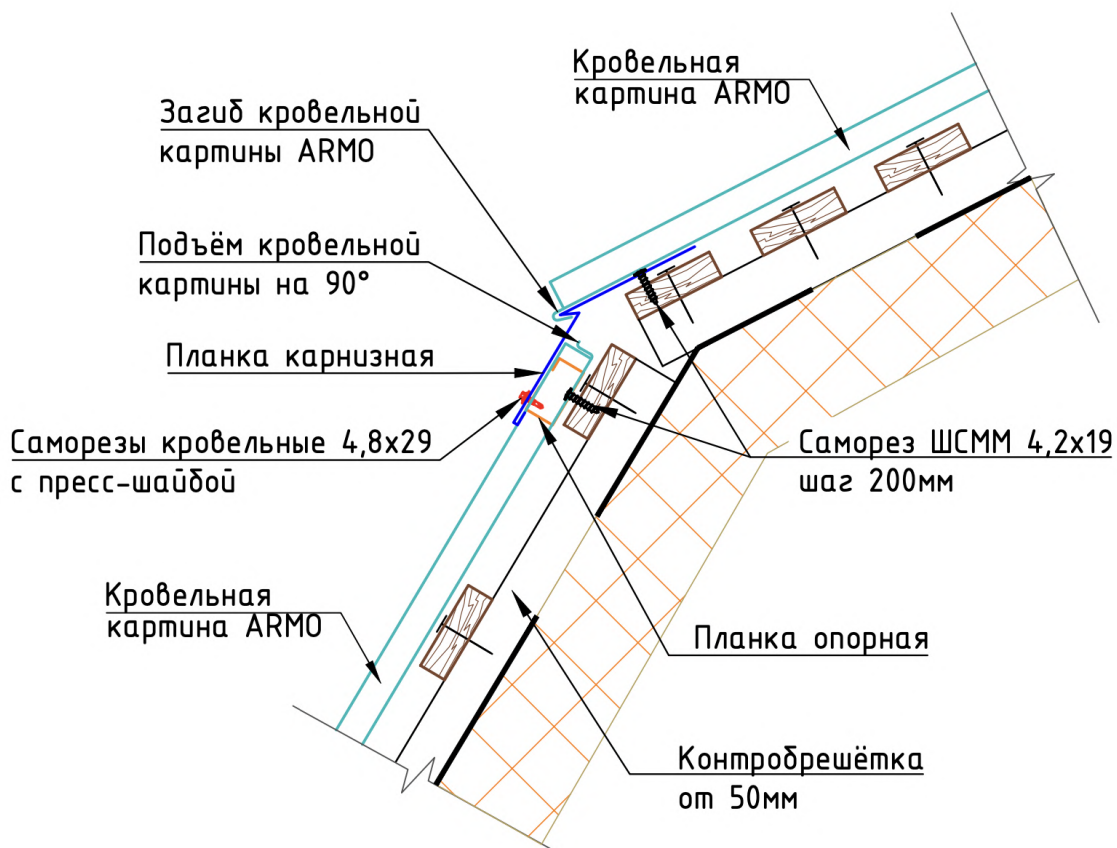 Кровельная
картина ARMO
Загиб кровельной
картины ARMO
Подъём кровельной
картины на 90°
Планка карнизная
Саморезы кровельные 4,8х29
с пресс-шайбой
Саморез ШСММ 4,2х19
шаг 200мм
Кровельная
картина ARMO
Планка опорная
Контробрешётка
от 50мм